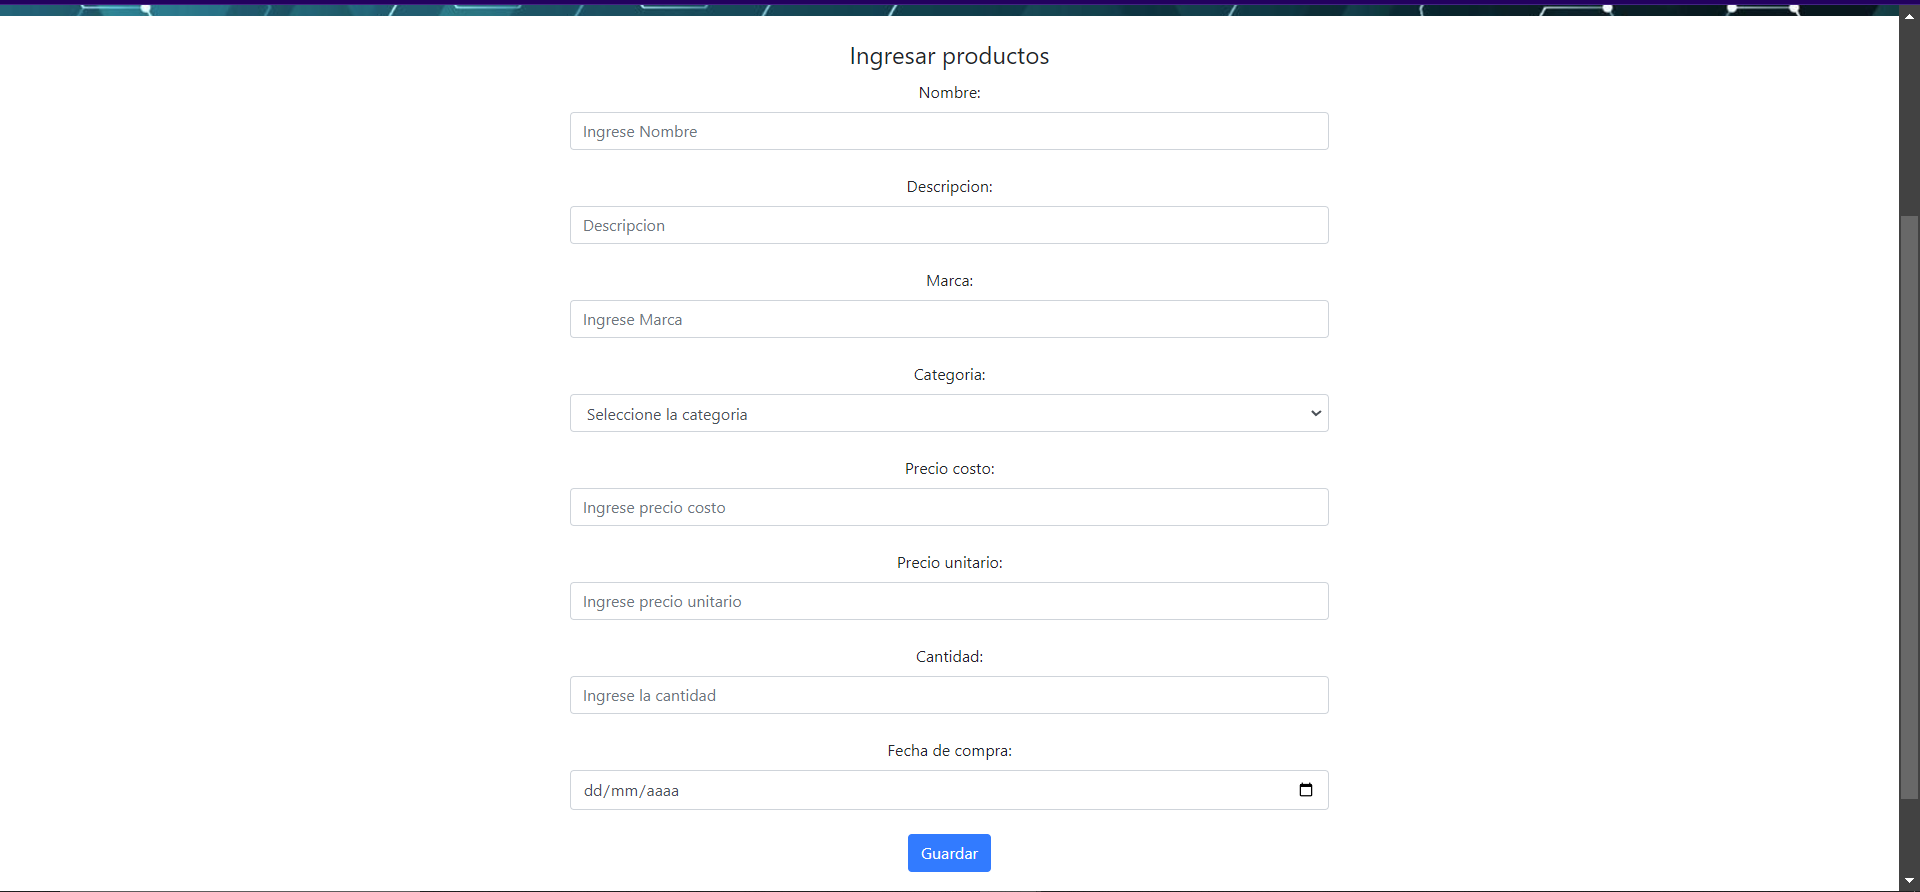 Ingresar productos
Nombre:
Ingrese Nombre
Descripcion:
Descripcion
Marca:
Ingrese Marca
Categoria:
Seleccione la categoria
Precio costo:
Ingrese precio costo
Precio unitario:
Ingrese precio unitario
Cantidad:
Ingrese la cantidad
Fecha de compra:
dd/mm/aaaa
Guardar